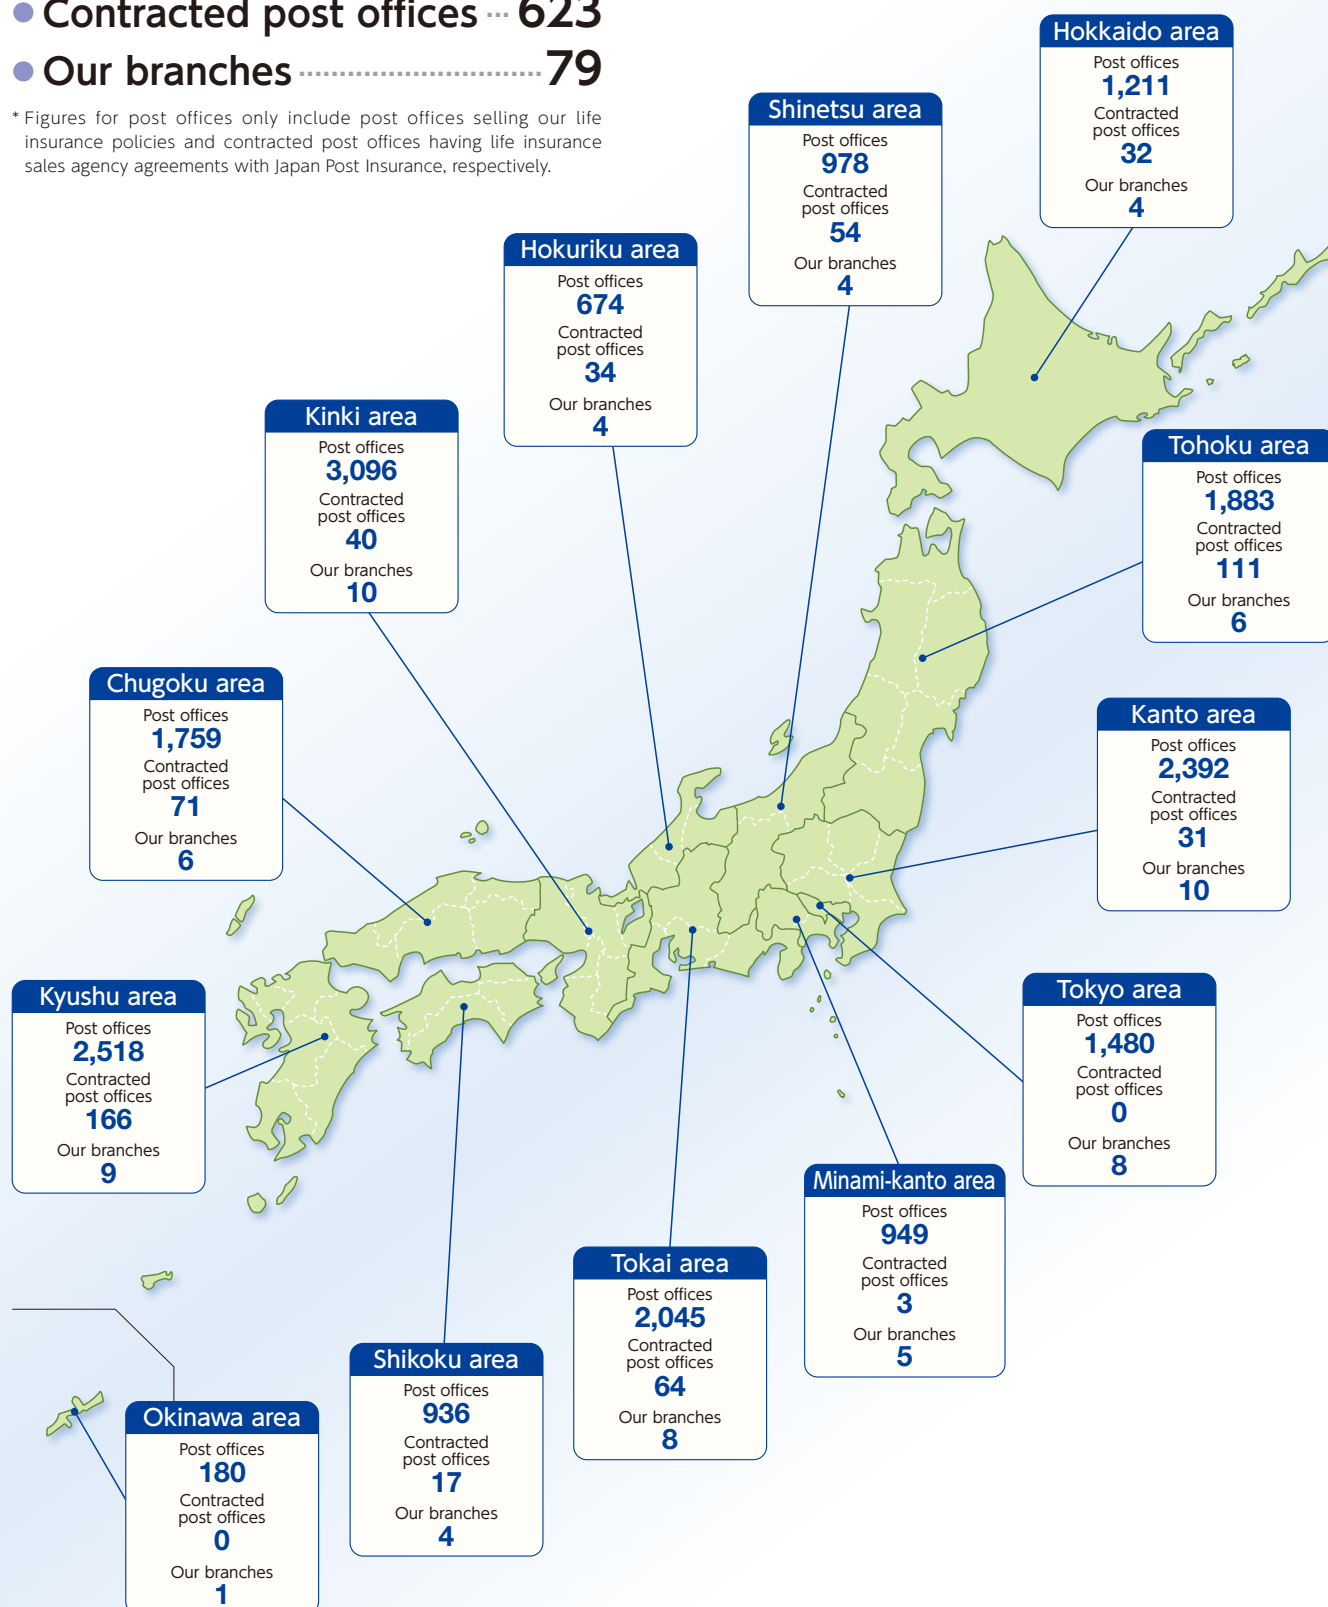 Contracted post offices ··· 623
Our branches ··· 79
* Figures for post offices only include post offices selling our life
insurance policies and contracted post offices having life insurance
sales agency agreements with Japan Post Insurance, respectively.
Hokkaido area
Post offices
1,211
Contracted
post offices
32
Our branches
4
Shinetsu area
Post offices
978
Contracted
post offices
54
Our branches
4
Hokuriku area
Post offices
674
Contracted
post offices
34
Our branches
4
Kinki area
Post offices
3,096
Contracted
post offices
40
Our branches
10
Tohoku area
Post offices
1,883
Contracted
post offices
111
Our branches
6
Chugoku area
Post offices
1,759
Contracted
post offices
71
Our branches
6
Kanto area
Post offices
2,392
Contracted
post offices
31
Our branches
10
Kyushu area
Post offices
2,518
Contracted
post offices
166
Our branches
9
Tokyo area
Post offices
1,480
Contracted
post offices
0
Our branches
8
Minami-kanto area
Post offices
949
Contracted
post offices
3
Our branches
5
Tokai area
Post offices
2,045
Contracted
post offices
64
Our branches
8
Shikoku area
Post offices
936
Contracted
post offices
17
Our branches
4
Okinawa area
Post offices
180
Contracted
post offices
0
Our branches
1